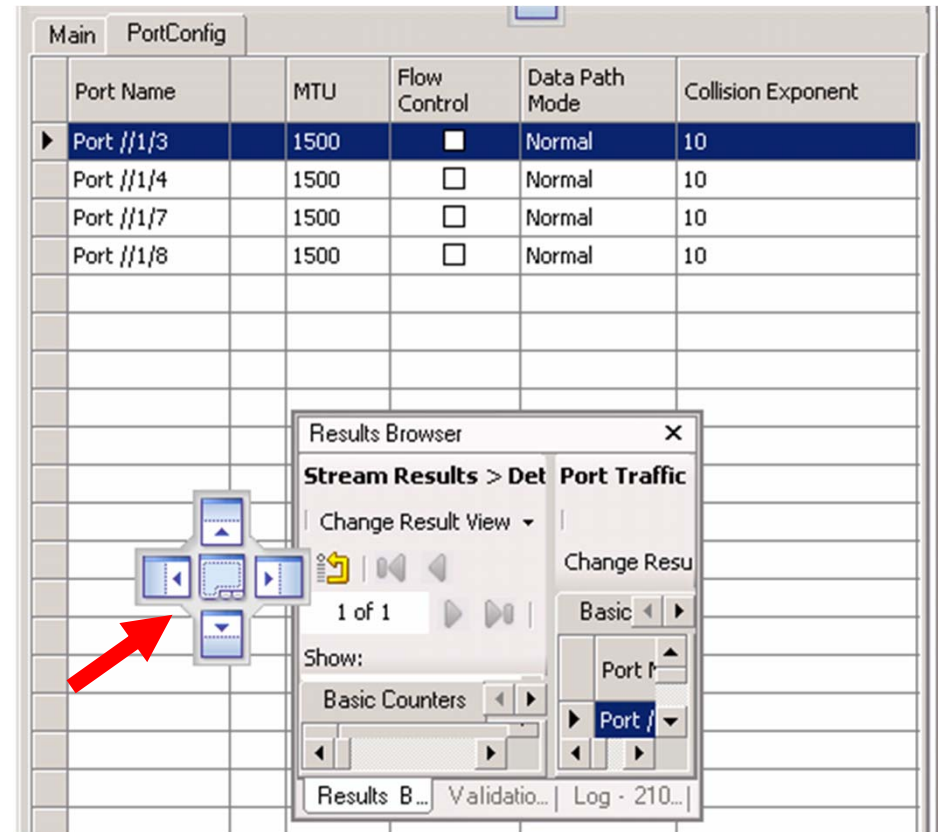 Main PortConfig
Port Name MTU Flow Control Data Path Mode Collision Exponent
Port //1/3 1500 Normal 10
Port //1/4 1500 Normal 10
Port //1/7 1500 Normal 10
Port //1/8 1500 Normal 10
Results Browser
Stream Results > Det Port Traffic
Change Result View
Change Resu
1 of 1
Basic
Show:
Port
Basic Counters
Port /
Results B... Validatio... Log - 210...